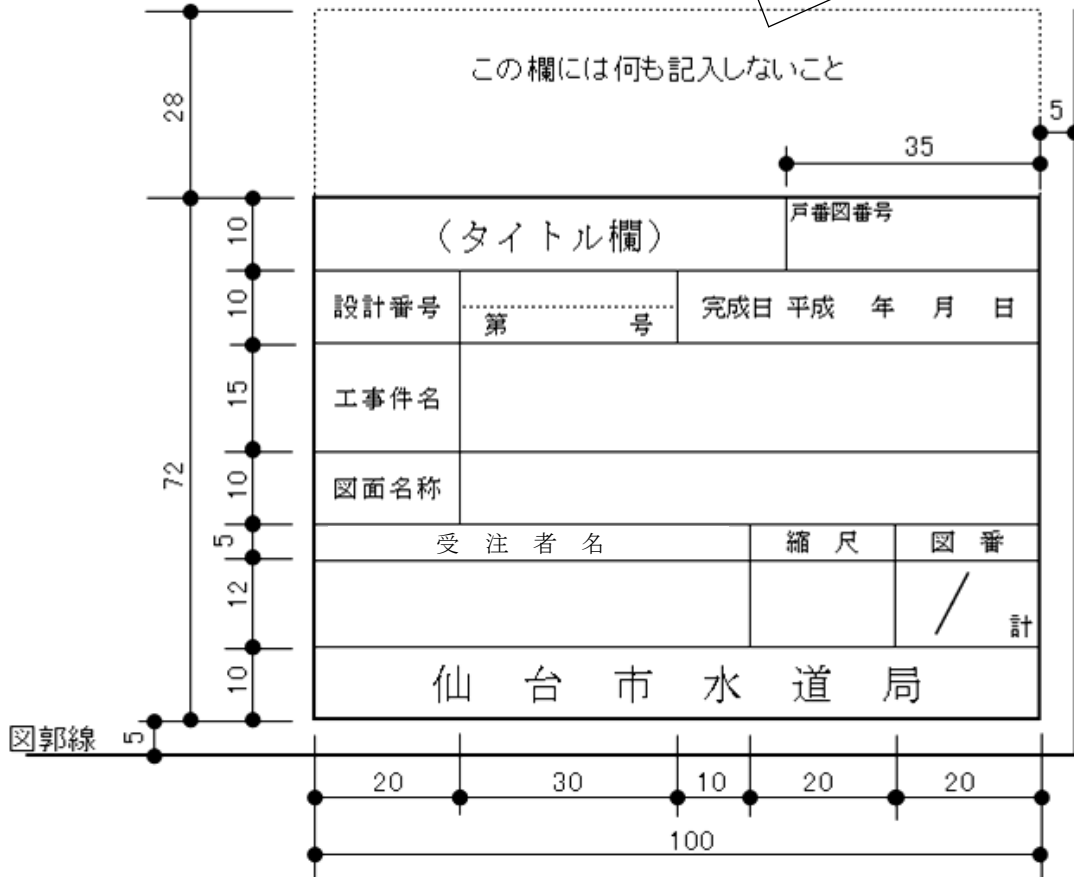 この欄には何も記入しないこと
28
5
35
(タイトル欄)
戸番図番号
10
設計番号
第 号
完成日 平成 年 月 日
10
工事件名
15
72
図面名称
10
受注者名
縮尺
図番
5
12
計
仙台市水道局
10
図郭線
5
20
30
10
20
20
100